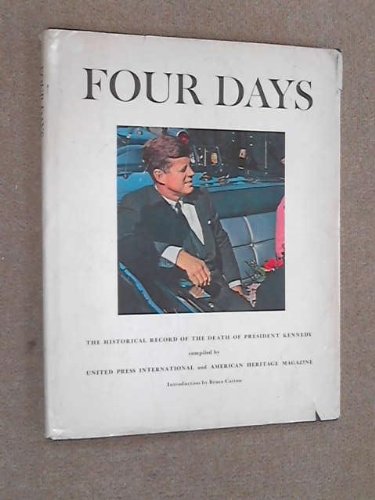 FOUR DAYS
THE HISTORICAL RECORD OF THE DEATH OF PRESIDENT KENNEDY
compiled by
UNITED PRESS INTERNATIONAL and AMERICAN HERITAGE MAGAZINE
Introduction by Bruce Catton